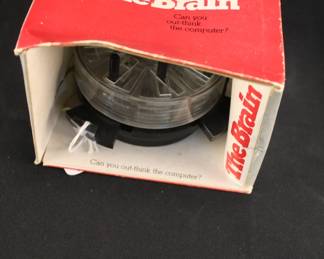 The Brain
Can you
out-think
the computer?
The Brain
Can you out-think the computer?